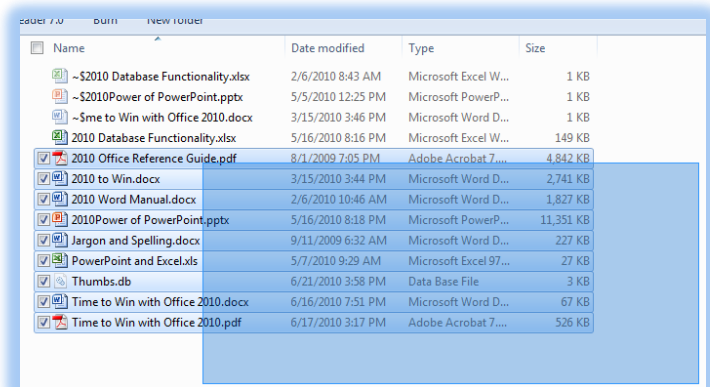 eader 7.0 Burn New folder
Name Date modified Type Size
~$2010 Database Functionality.xlsx 2/6/2010 8:43 AM Microsoft Excel W... 1 KB
~$2010Power of PowerPoint.pptx 5/5/2010 12:25 PM Microsoft PowerP... 1 KB
~$me to Win with Office 2010.docx 3/15/2010 3:46 PM Microsoft Word D... 1 KB
2010 Database Functionality.xlsx 5/16/2010 8:16 PM Microsoft Excel W... 149 KB
2010 Office Reference Guide.pdf 8/1/2009 7:05 PM Adobe Acrobat 7.... 4,842 KB
2010 to Win.docx 3/15/2010 3:44 PM Microsoft Word D... 2,741 KB
2010 Word Manual.docx 2/6/2010 10:46 AM Microsoft Word D... 1,827 KB
2010Power of PowerPoint.pptx 5/16/2010 8:18 PM Microsoft PowerP... 11,351 KB
Jargon and Spelling.docx 9/11/2009 6:32 AM Microsoft Word D... 227 KB
PowerPoint and Excel.xls 5/7/2010 9:29 AM Microsoft Excel 97... 27 KB
Thumbs.db 6/21/2010 3:58 PM Data Base File 3 KB
Time to Win with Office 2010.docx 6/16/2010 7:51 PM Microsoft Word D... 67 KB
Time to Win with Office 2010.pdf 6/17/2010 3:17 PM Adobe Acrobat 7.... 526 KB